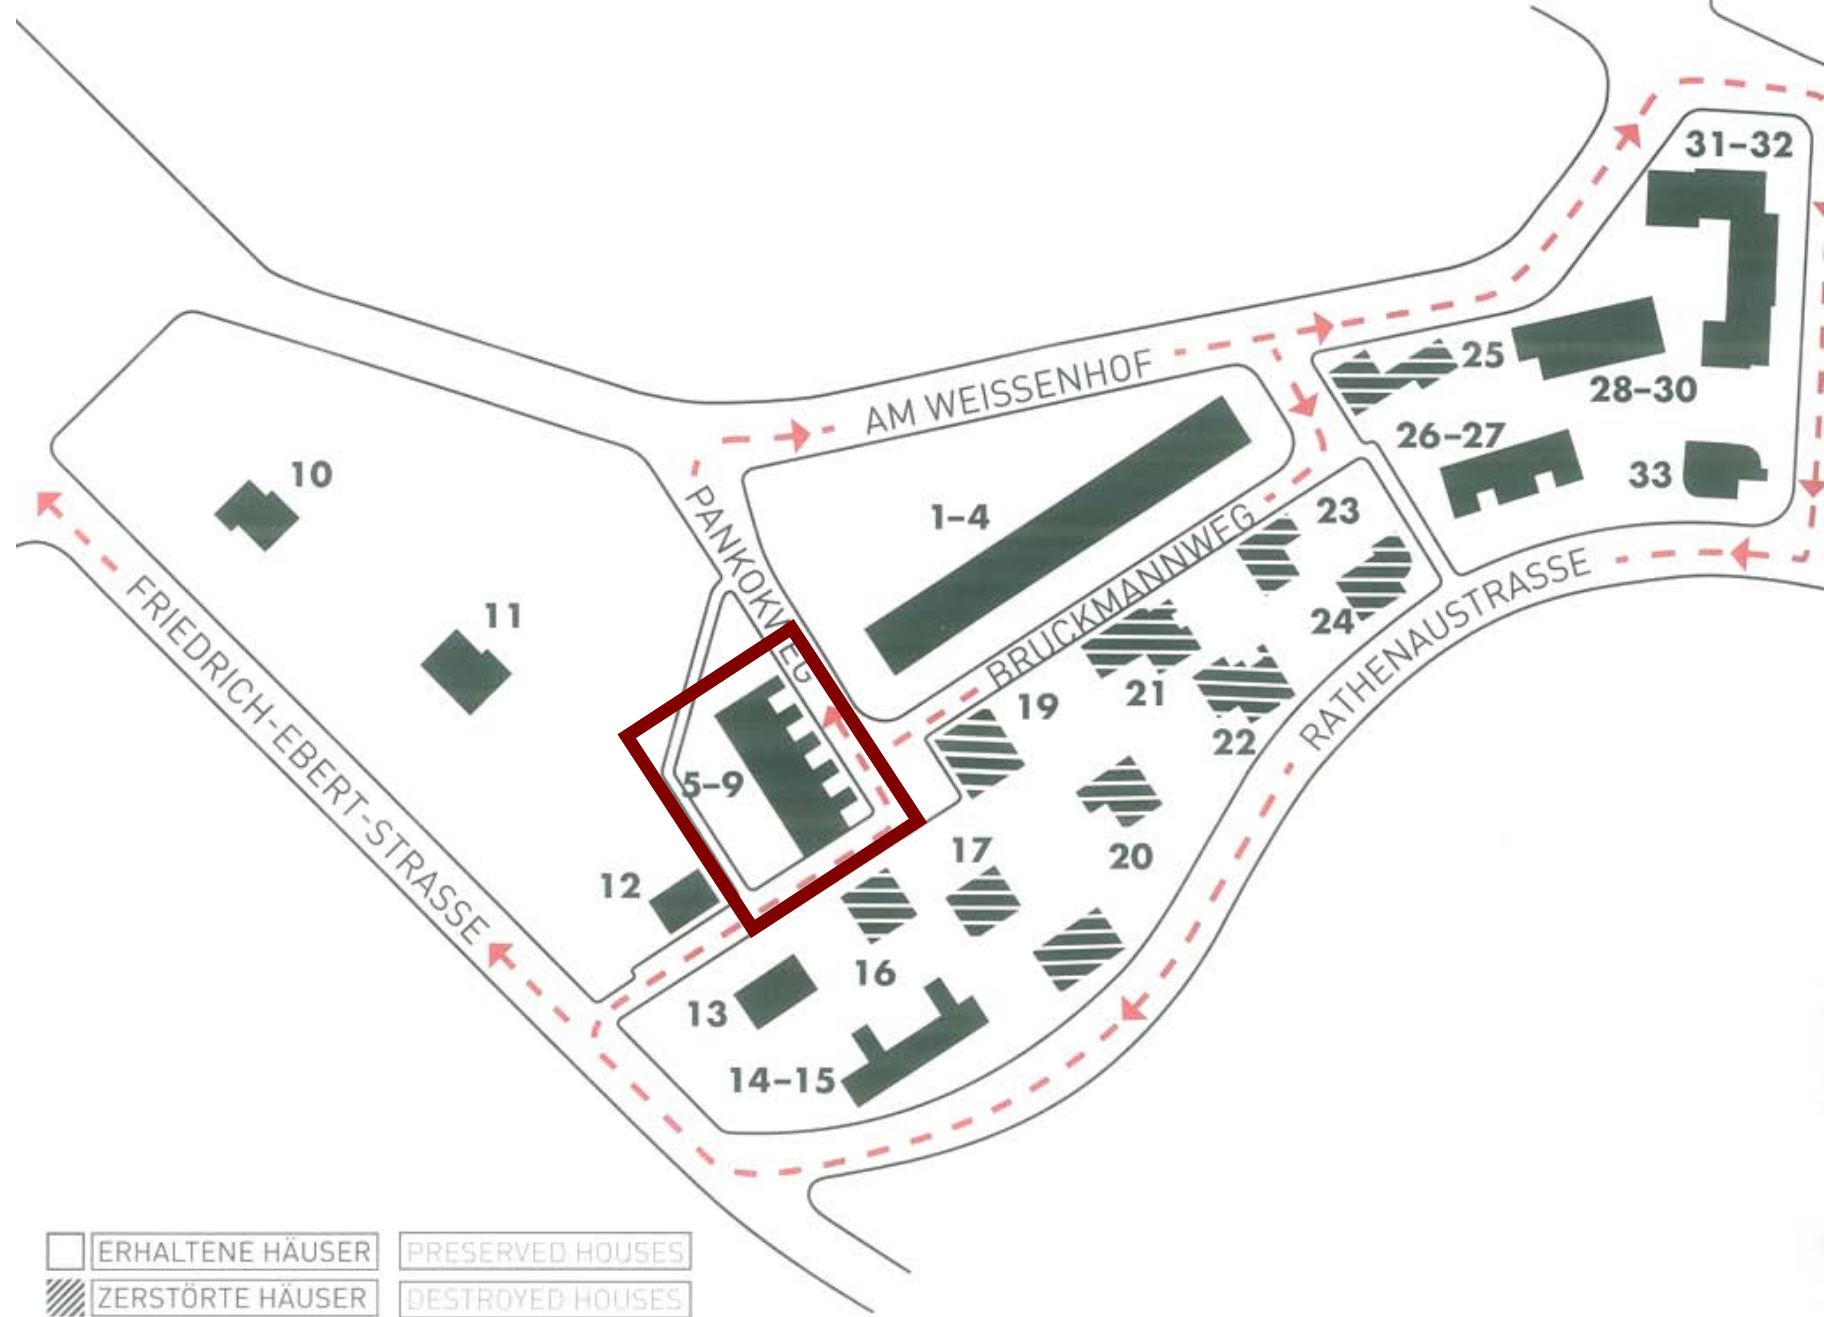 31–32
25
28–30
AM WEISSENHOF
26–27
33
10
1–4
23
PANKOKWEG
BRUCKMANNWEG
RATHENAUSTRASSE
24
11
FRIEDRICH-EBERT-STRASSE
21
19
22
5–9
17
20
12
16
13
14–15
ERHALTENE HÄUSER PRESERVED HOUSES
ZERSTÖRTE HÄUSER DESTROYED HOUSES